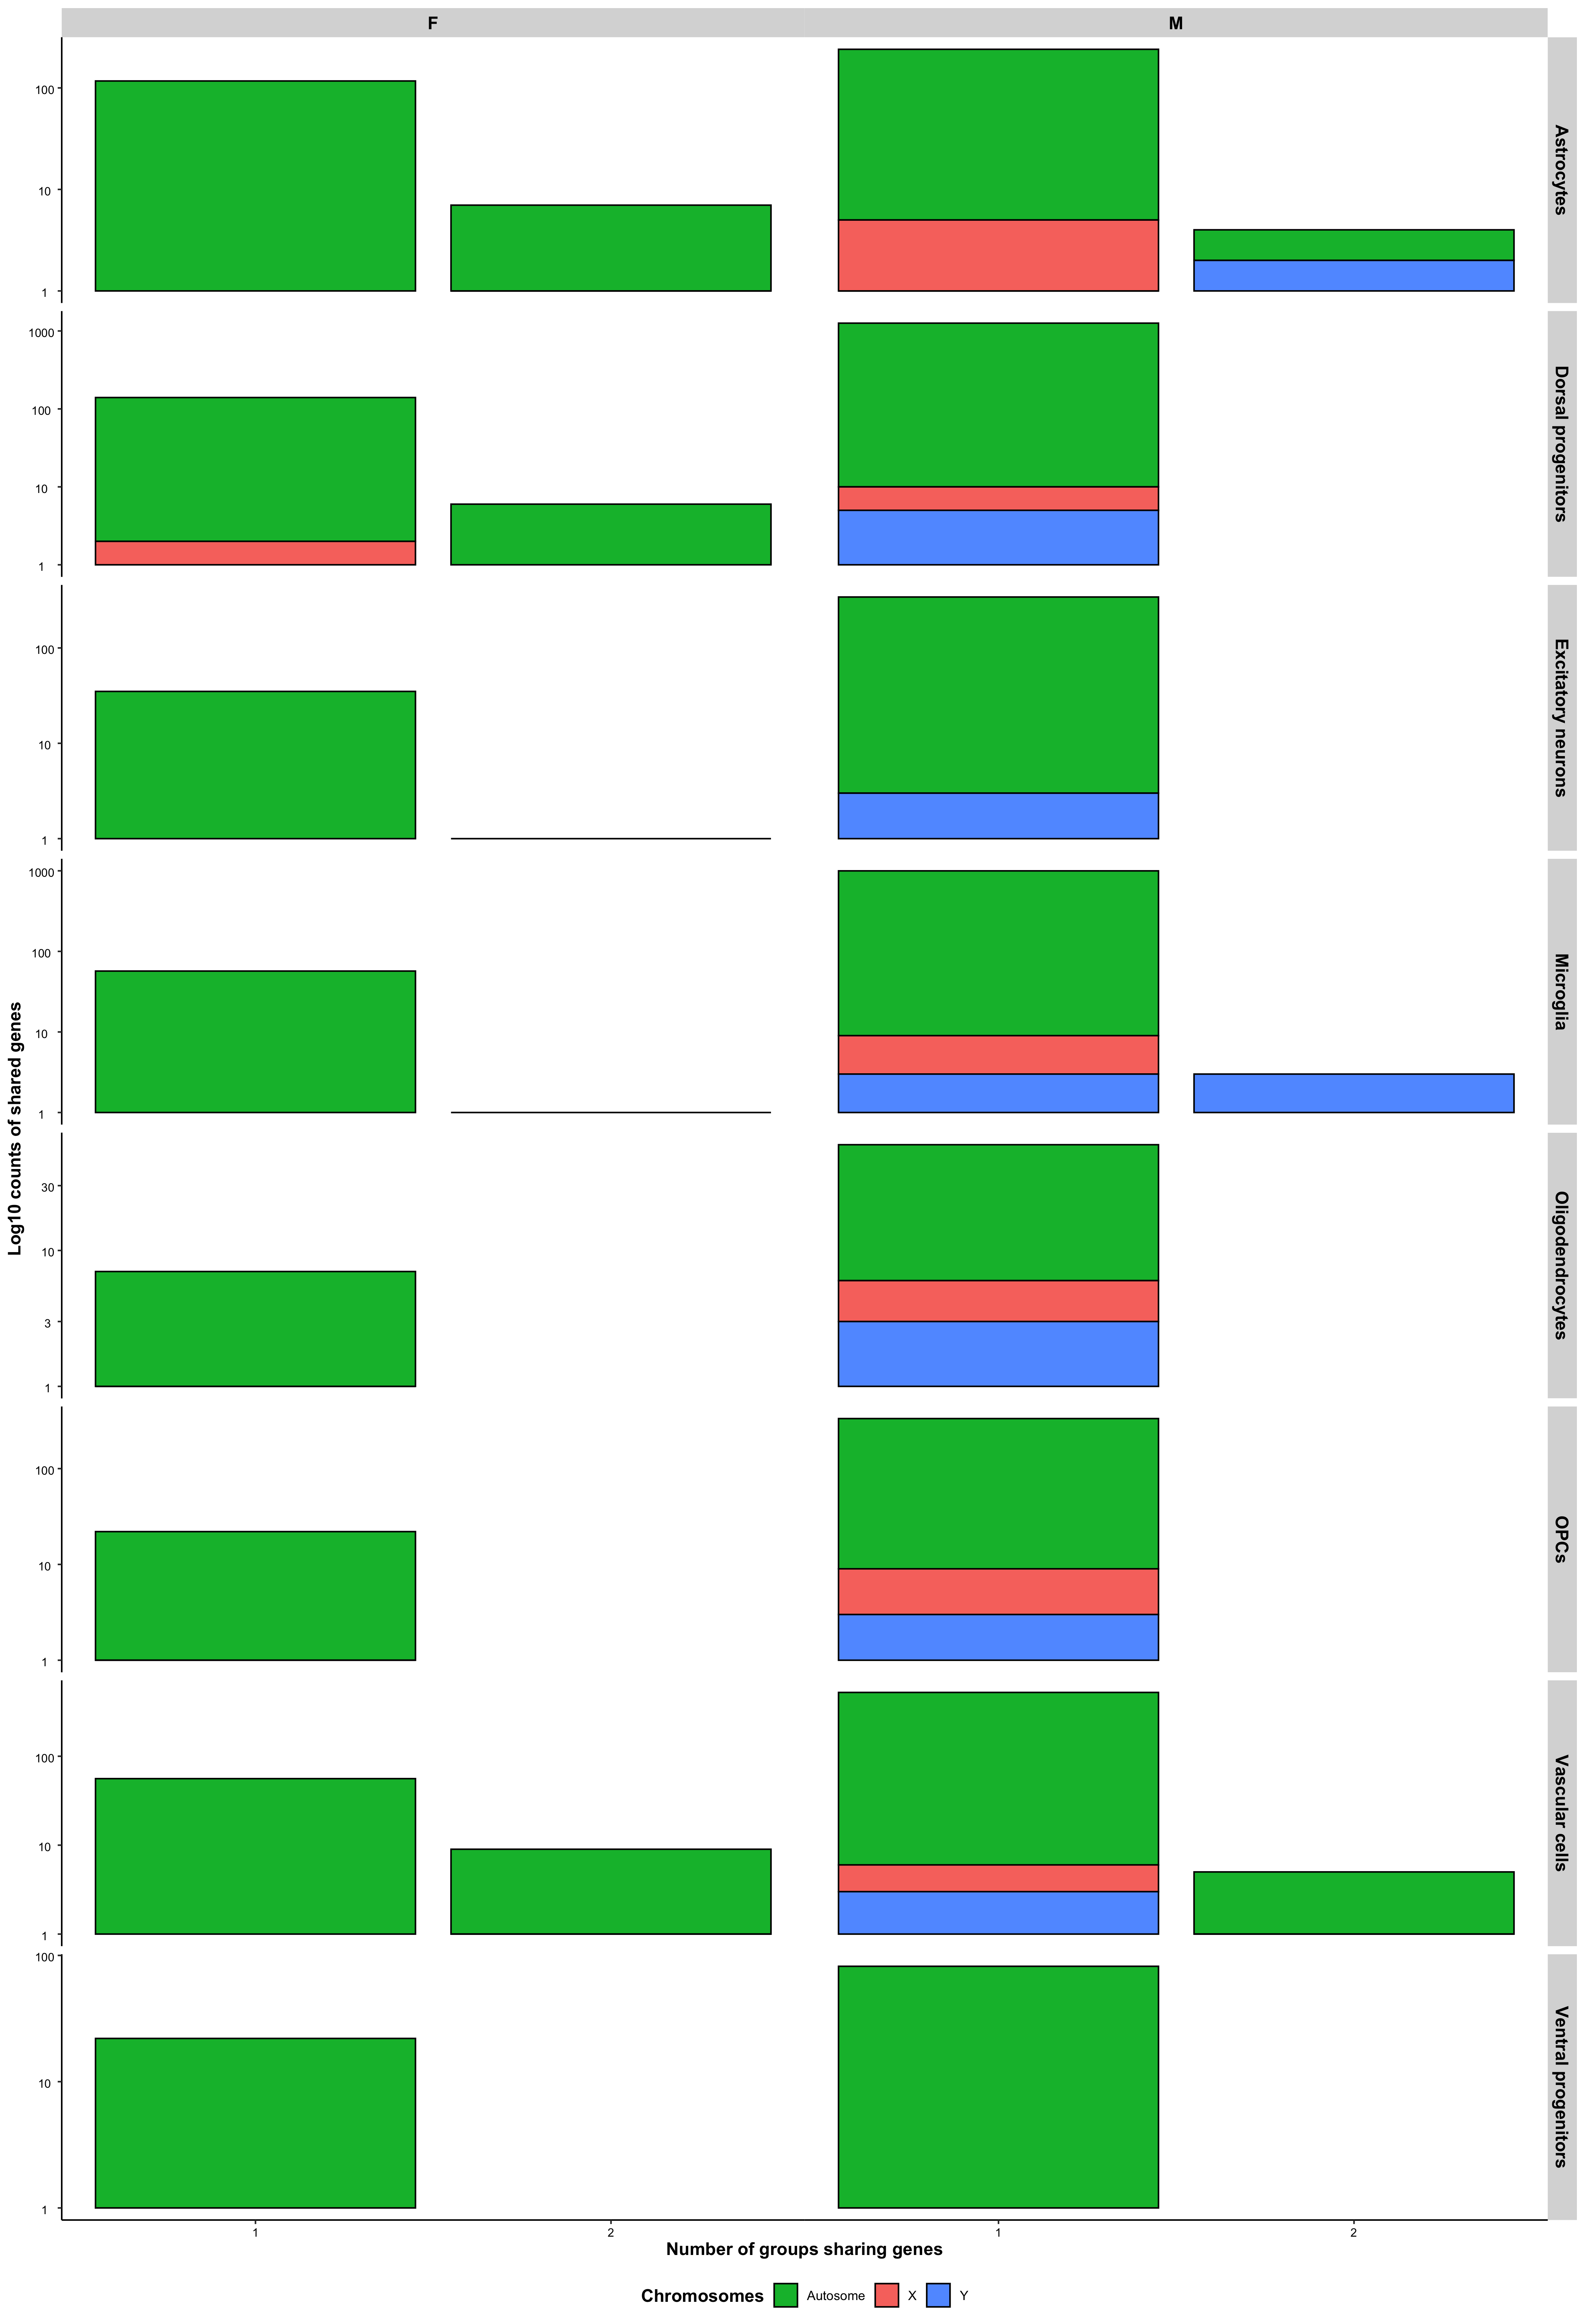 F
M
100
10
1
Astrocytes
1000
100
10
1
Dorsal progenitors
100
10
1
Excitatory neurons
1000
100
10
1
Microglia
30
10
3
1
Oligodendrocytes
100
10
1
OPCs
100
10
1
Vascular cells
100
10
1
Ventral progenitors
Log10 counts of shared genes
1
2
1
2
Number of groups sharing genes
Chromosomes Autosome X Y